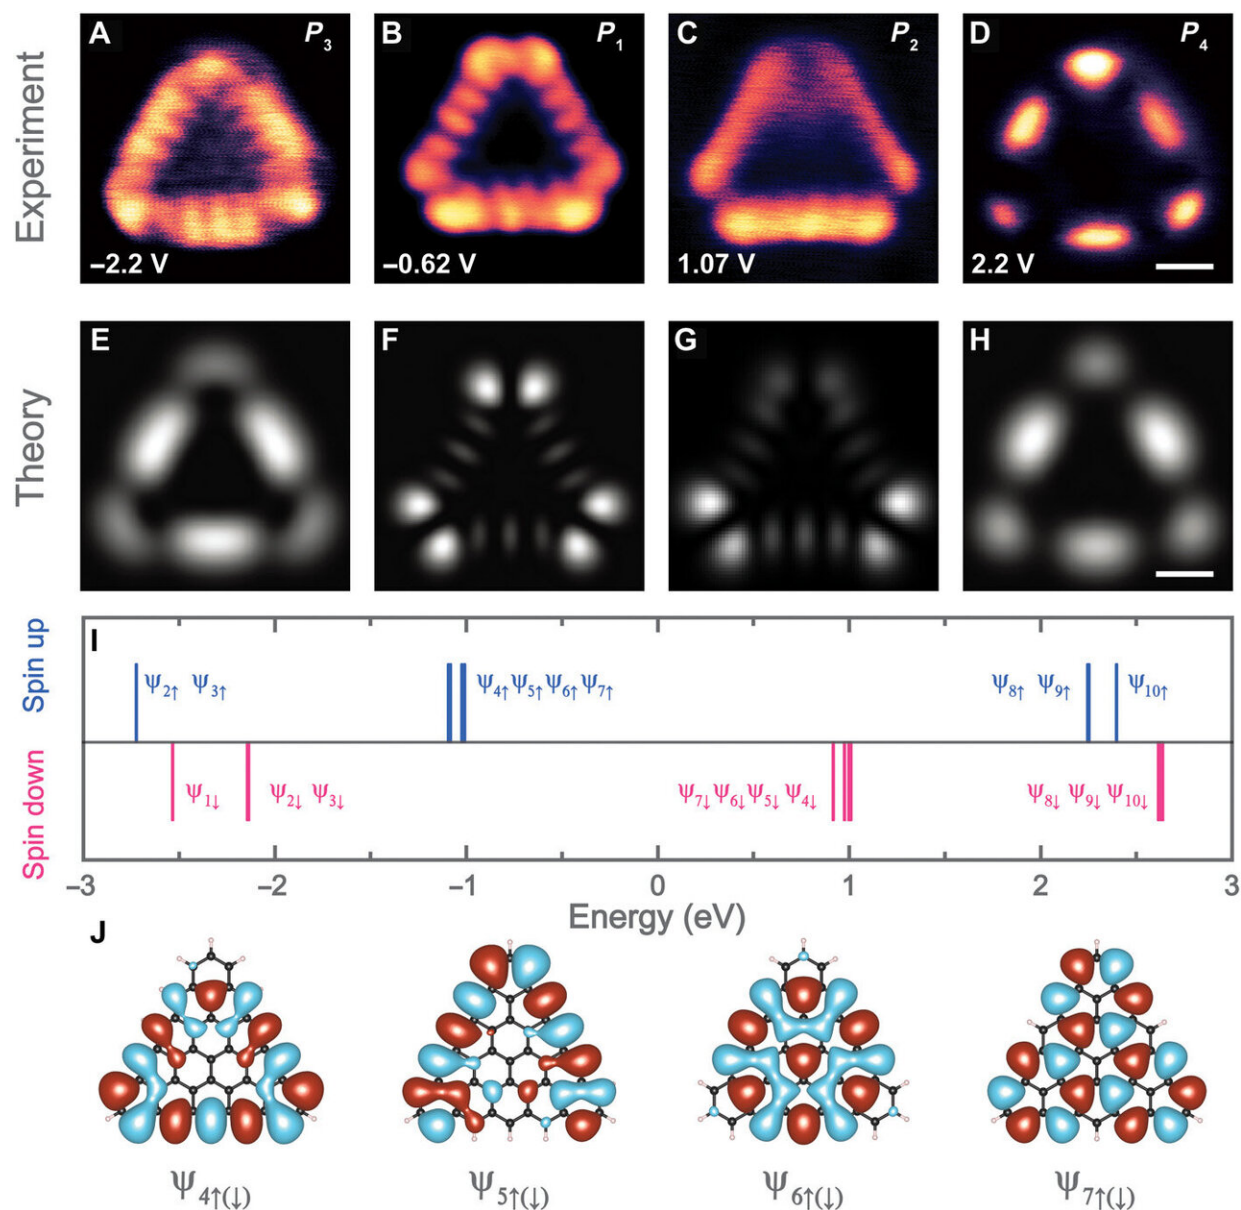 Experiment
A P₃
−2.2 V
B P₁
−0.62 V
C P₂
1.07 V
D P₄
2.2 V
Theory
E
F
G
H
I
Spin up
ψ₂↑ ψ₃↑
ψ₄↑ ψ₅↑ ψ₆↑ ψ₇↑
ψ₈↑ ψ₉↑
ψ₁₀↑
Spin down
ψ₁↓
ψ₂↓ ψ₃↓
ψ₇↓ ψ₆↓ ψ₅↓ ψ₄↓
ψ₈↓ ψ₉↓ ψ₁₀↓
−3 −2 −1 0 1 2 3
Energy (eV)
J
ψ₄↑(↓)
ψ₅↑(↓)
ψ₆↑(↓)
ψ₇↑(↓)